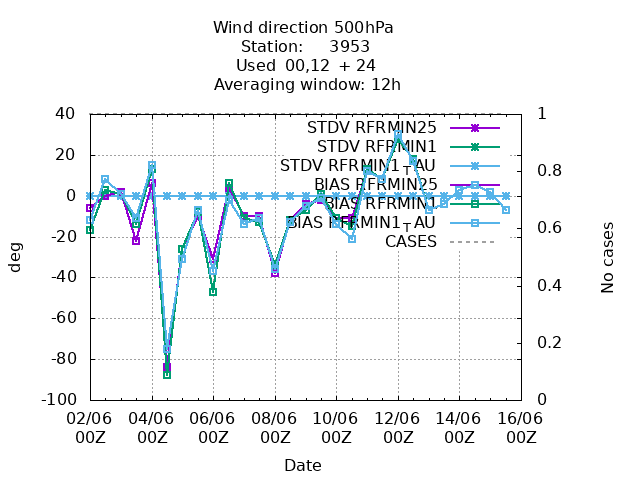 Wind direction 500hPa
Station: 3953
Used 00,12 + 24
Averaging window: 12h
40
20
0
-20
-40
-60
-80
-100
deg
1
0.8
0.6
0.4
0.2
0
No cases
STDV RFRMIN25
STDV RFRMIN1
STDV RFRMIN1TAU
BIAS RFRMIN25
BIAS RFRMIN1
BIAS RFRMIN1TAU
CASES
02/06 04/06 06/06 08/06 10/06 12/06 14/06 16/06
00Z 00Z 00Z 00Z 00Z 00Z 00Z 00Z
Date